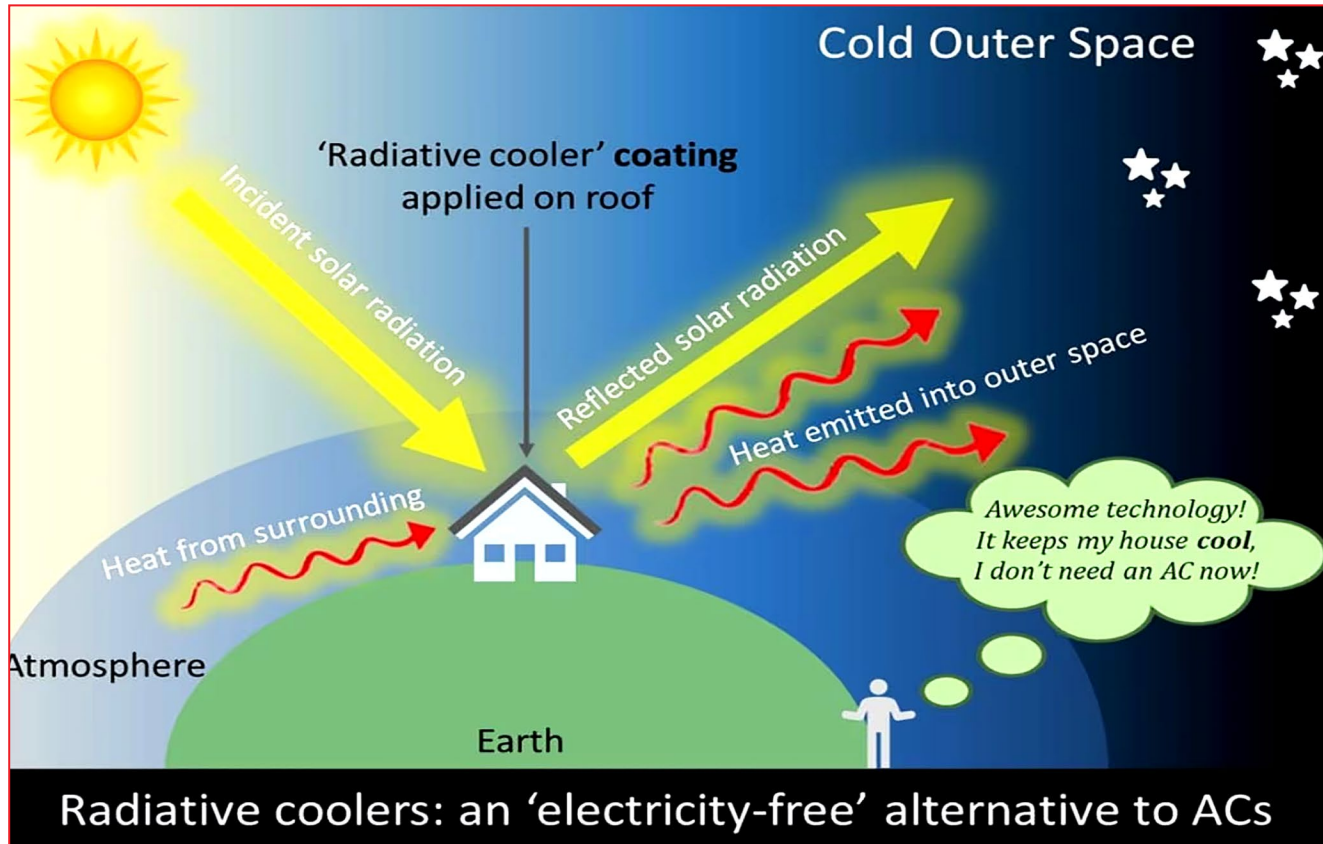 Cold Outer Space
‘Radiative cooler’ coating
applied on roof
Incident solar radiation
Reflected solar radiation
Heat emitted into outer space
Heat from surrounding
Awesome technology!
It keeps my house cool,
I don’t need an AC now!
Atmosphere
Earth
Radiative coolers: an ‘electricity-free’ alternative to ACs